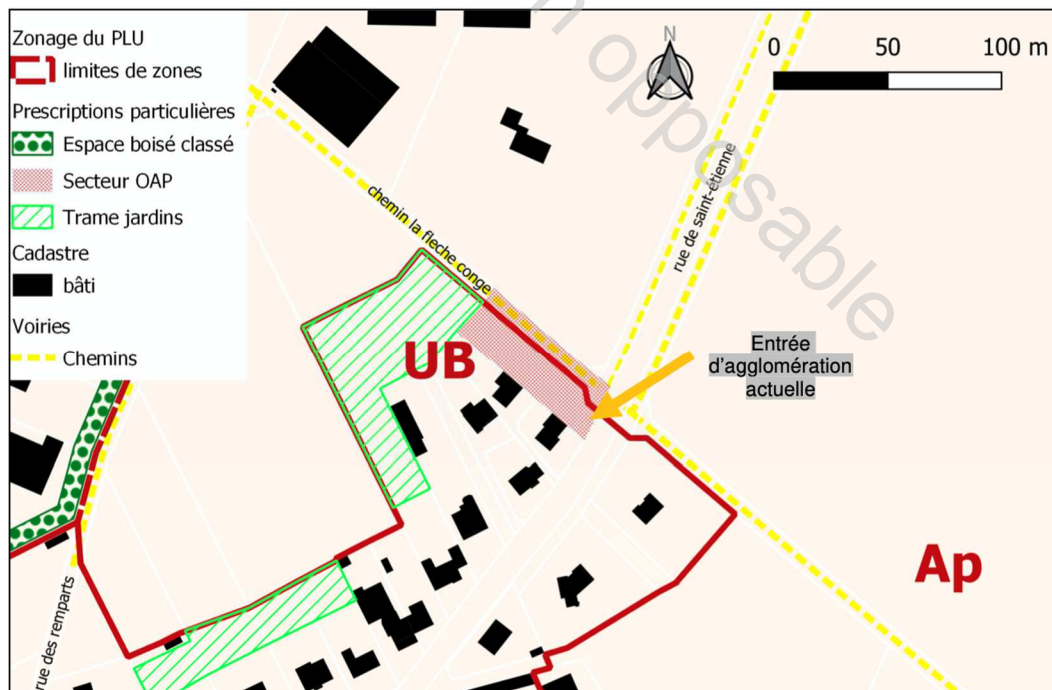 Zonage du PLU
limites de zones
Prescriptions particulières
Espace boisé classé
Secteur OAP
Trame jardins
Cadastre
bâti
Voiries
Chemins
N
0 50 100 m
opposable
rue de saint-étienne
chemin la fleche conge
Entrée
d'agglomération
actuelle
UB
Ap
rue des remparts